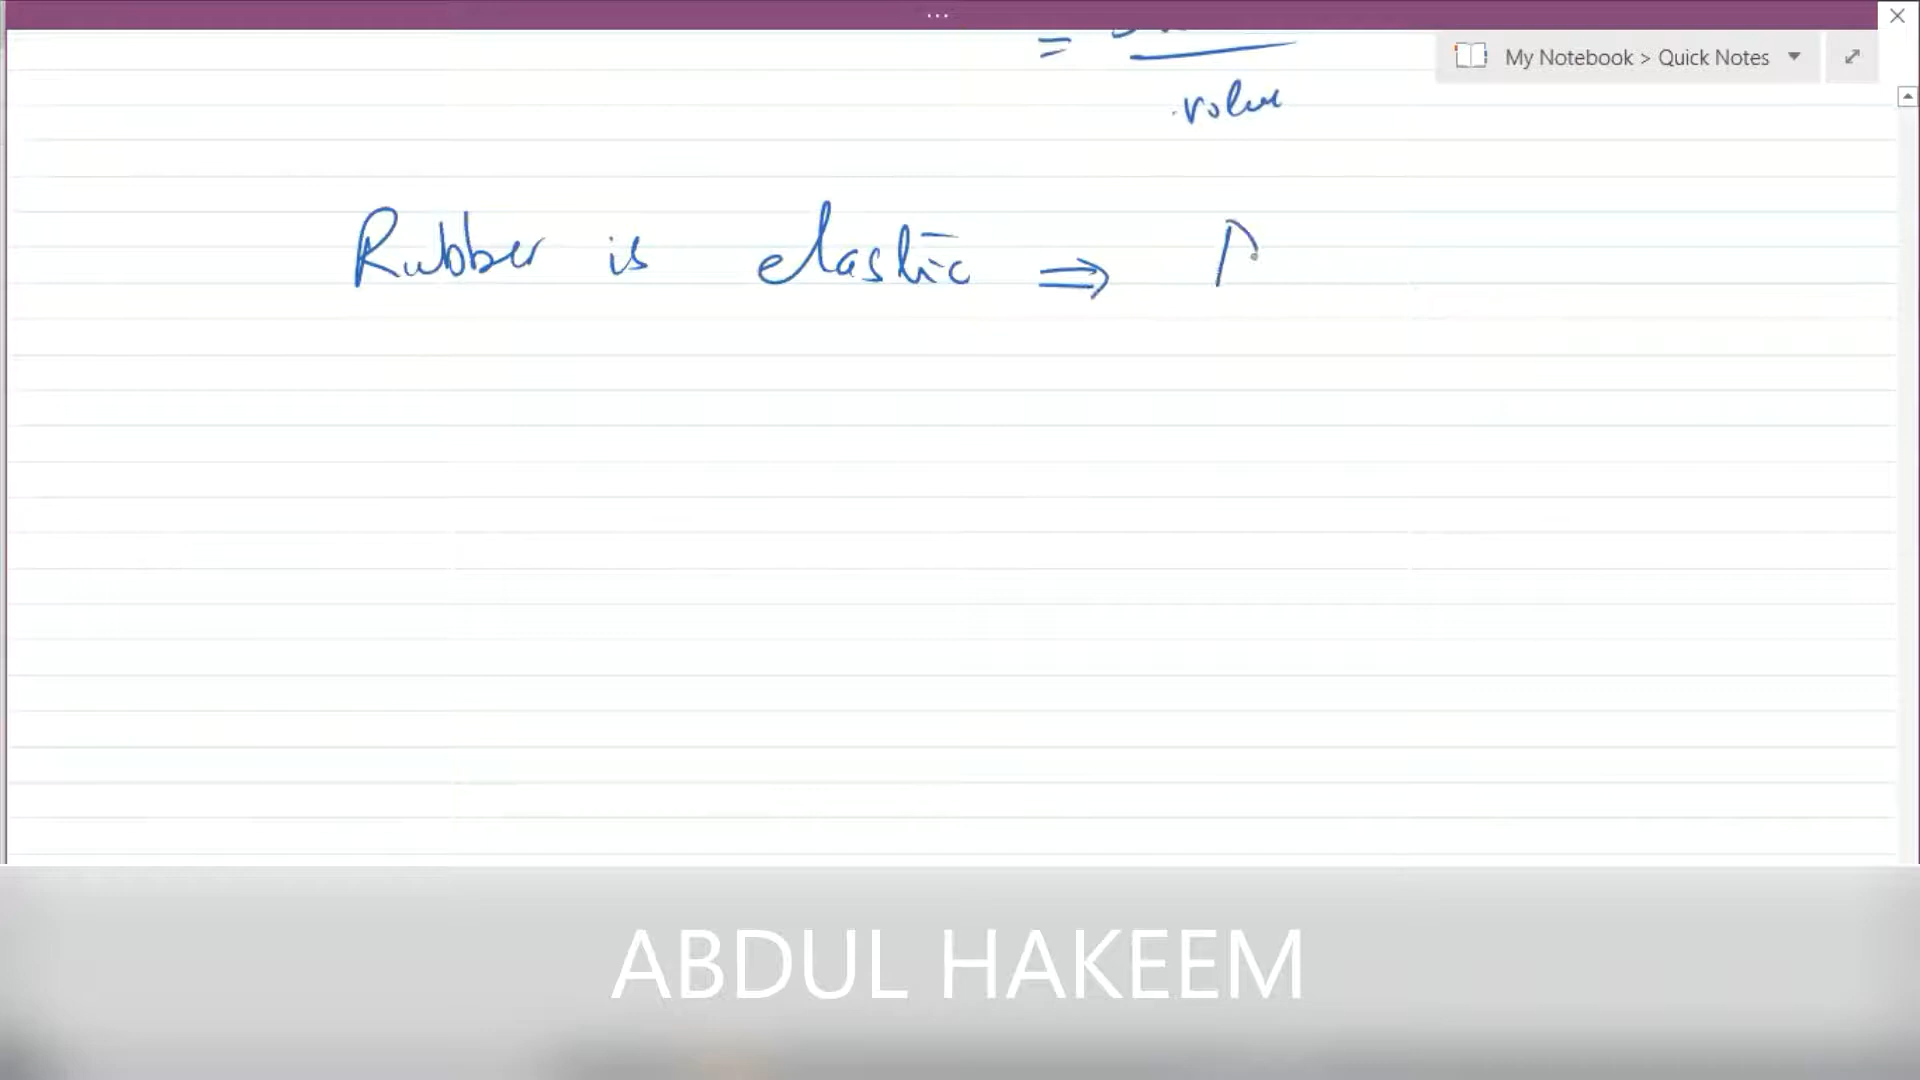 ...
My Notebook > Quick Notes
=
volume
Rubber is elastic ⇒
ABDUL HAKEEM